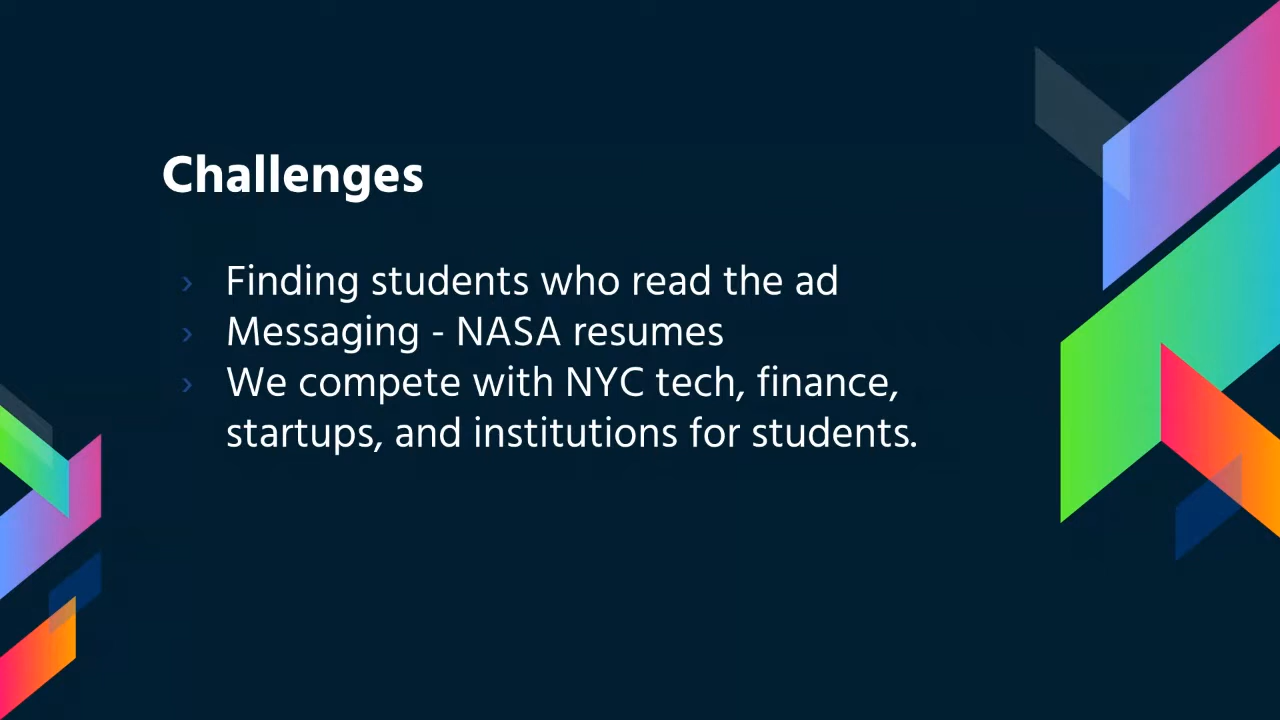 Challenges
› Finding students who read the ad
› Messaging - NASA resumes
› We compete with NYC tech, finance,
startups, and institutions for students.